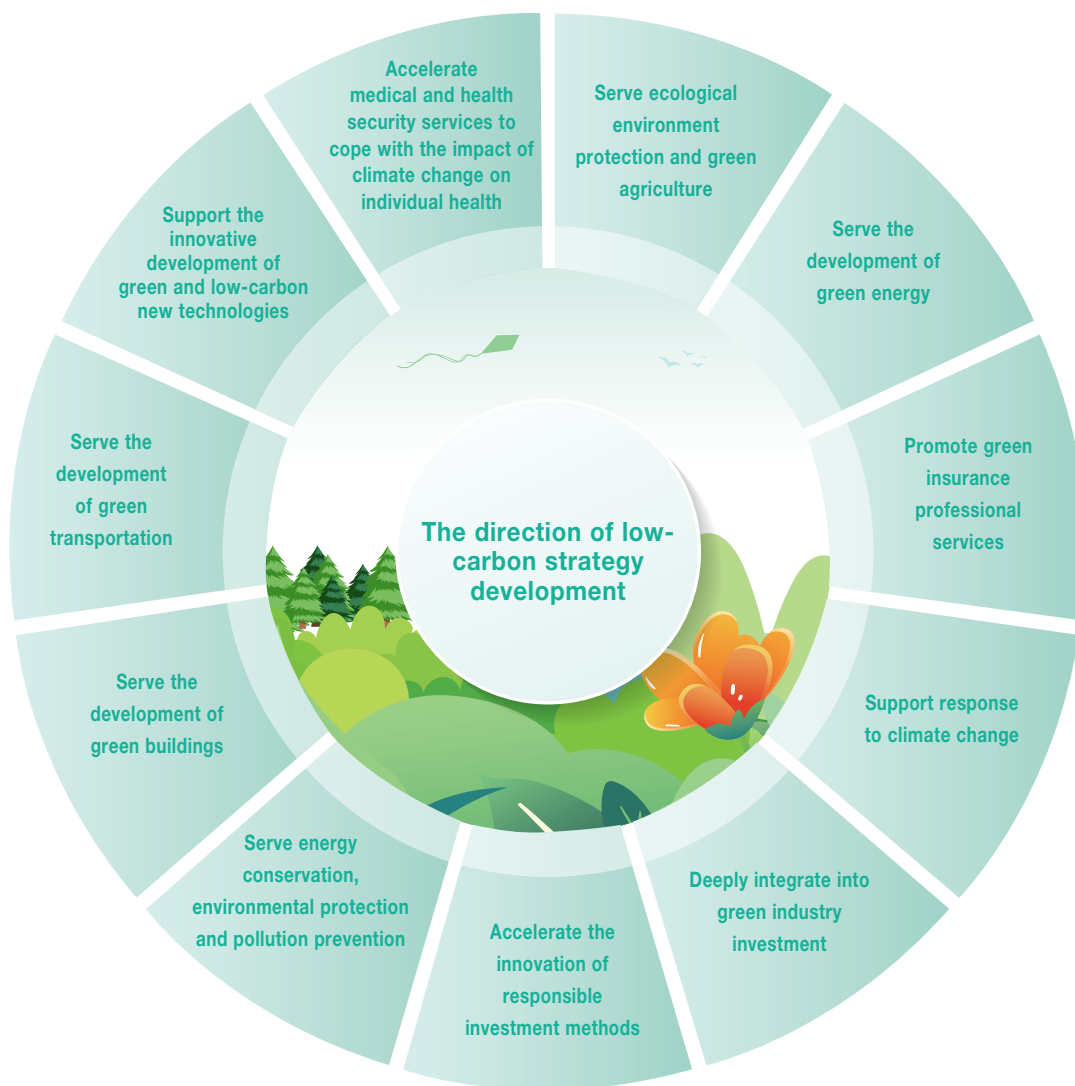 The direction of low-
carbon strategy
development
Serve ecological
environment
protection and green
agriculture
Serve the
development of
green energy
Promote green
insurance
professional
services
Support response
to climate change
Deeply integrate into
green industry
investment
Accelerate the
innovation of
responsible
investment methods
Serve energy
conservation,
environmental protection
and pollution prevention
Serve the
development of
green buildings
Serve the
development
of green
transportation
Support the
innovative
development of
green and low-carbon
new technologies
Accelerate
medical and health
security services to
cope with the impact of
climate change on
individual health